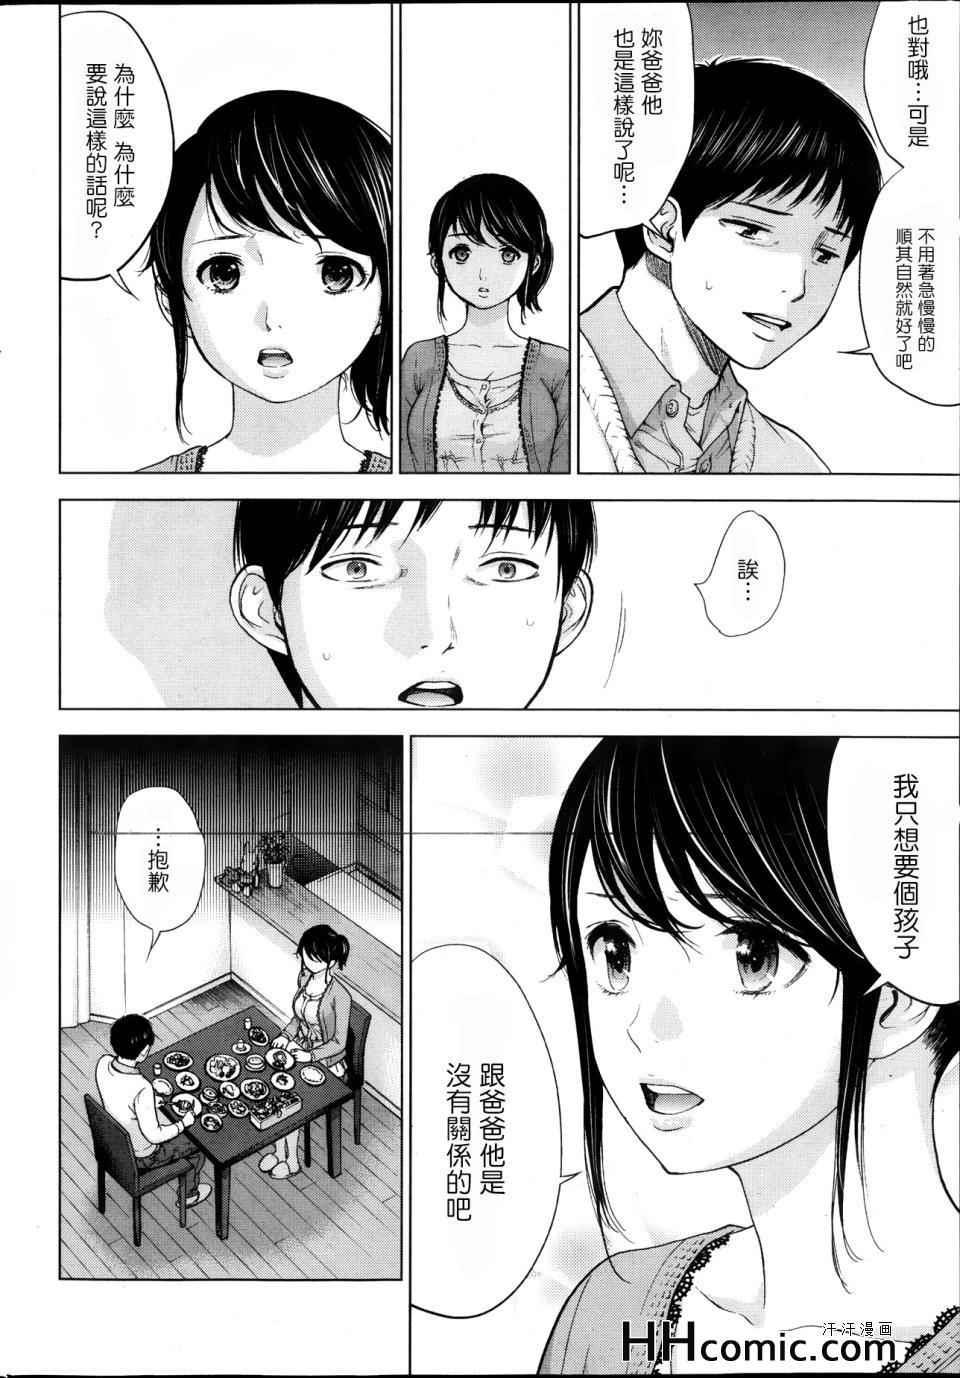 也對哦…可是
不用著急慢慢的
順其自然就好了吧
妳爸爸他
也是這樣說了呢…
為什麼 為什麼
要說這樣的話呢？
誒…
我只想要個孩子
跟爸爸他是
沒有關係的吧
…抱歉
汗汗漫画
HHcomic.com